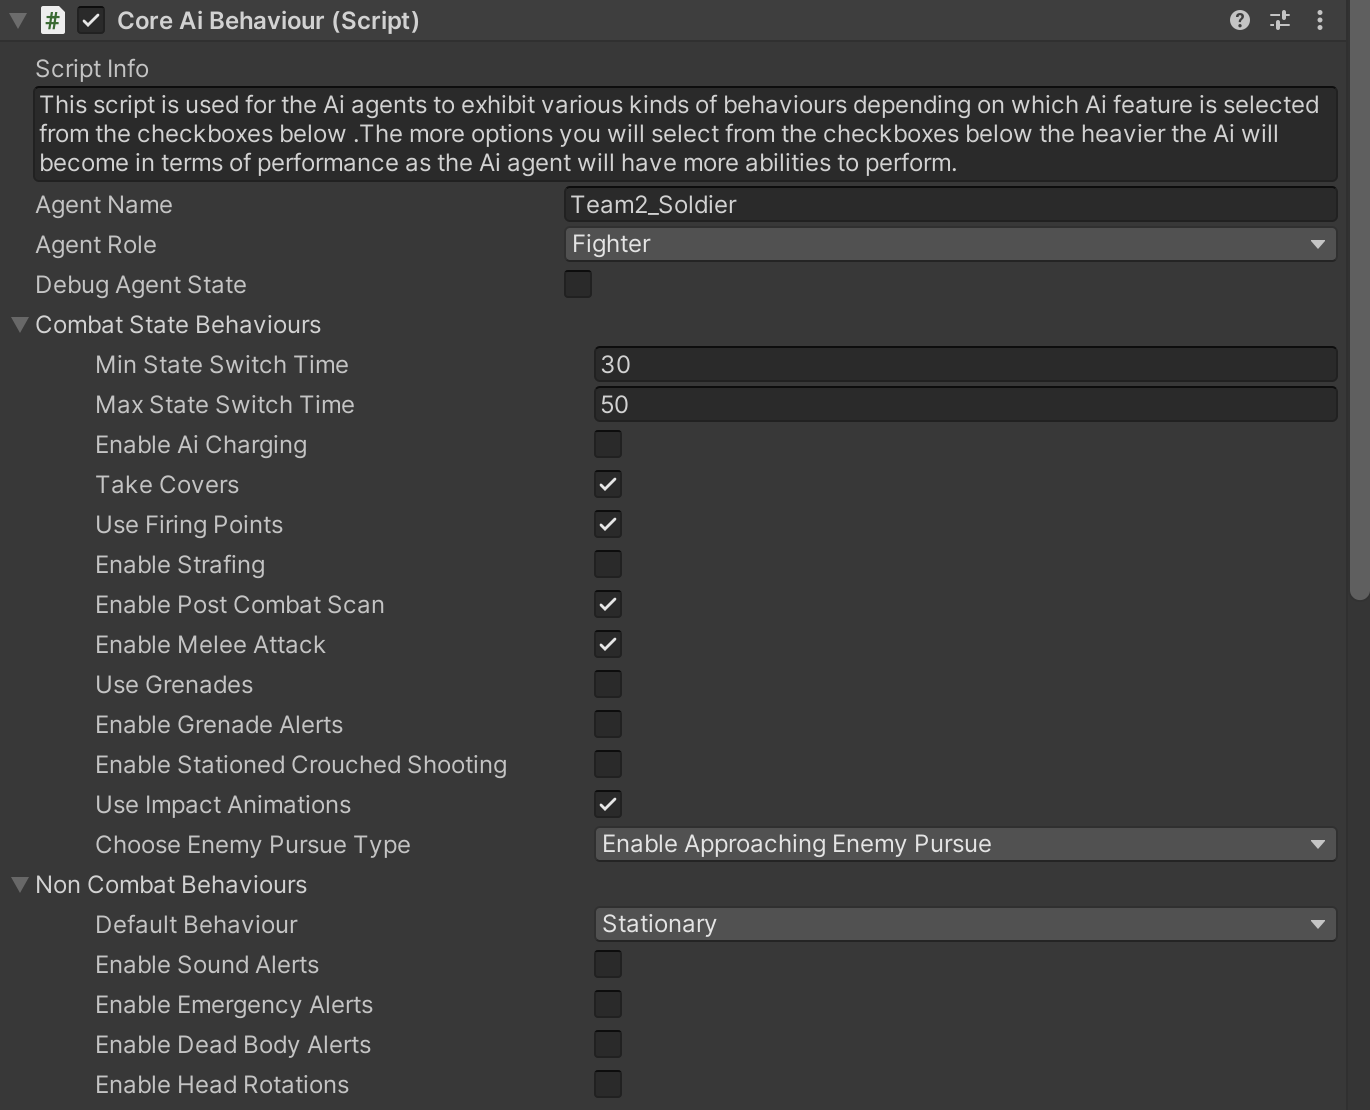 Core Ai Behaviour (Script)
Script Info
This script is used for the Ai agents to exhibit various kinds of behaviours depending on which Ai feature is selected
from the checkboxes below .The more options you will select from the checkboxes below the heavier the Ai will
become in terms of performance as the Ai agent will have more abilities to perform.
Agent Name Team2_Soldier
Agent Role Fighter
Debug Agent State
Combat State Behaviours
Min State Switch Time 30
Max State Switch Time 50
Enable Ai Charging
Take Covers
Use Firing Points
Enable Strafing
Enable Post Combat Scan
Enable Melee Attack
Use Grenades
Enable Grenade Alerts
Enable Stationed Crouched Shooting
Use Impact Animations
Choose Enemy Pursue Type Enable Approaching Enemy Pursue
Non Combat Behaviours
Default Behaviour Stationary
Enable Sound Alerts
Enable Emergency Alerts
Enable Dead Body Alerts
Enable Head Rotations